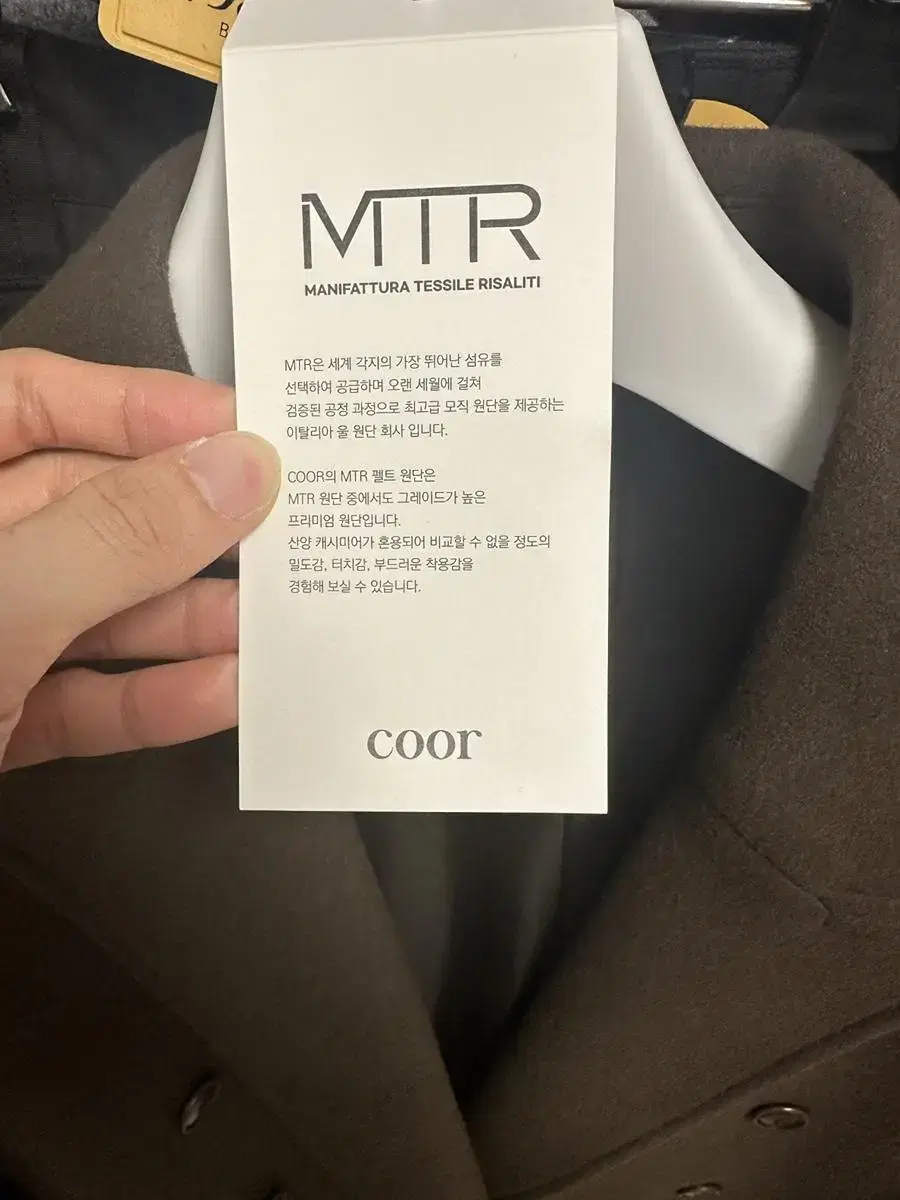 MTR
MANIFATTURA TESSILE RISALITI
MTR은 세계 각지의 가장 뛰어난 섬유를
선택하여 공급하며 오랜 세월에 걸쳐
검증된 공정 과정으로 최고급 모직 원단을 제공하는
이탈리아 울 원단 회사 입니다.
COOR의 MTR 펠트 원단은
MTR 원단 중에서도 그레이드가 높은
프리미엄 원단입니다.
산양 캐시미어가 혼용되어 비교할 수 없을 정도의
밀도감, 터치감, 부드러운 착용감을
경험해 보실 수 있습니다.
coor